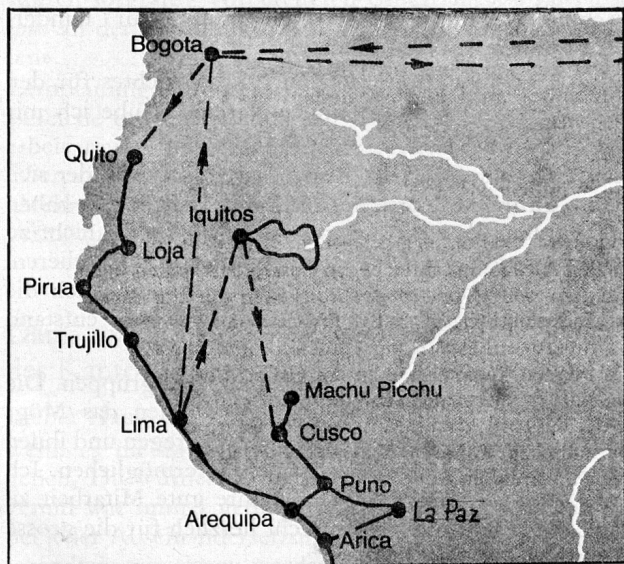 Bogota
Quito
Iquitos
Loja
Pirua
Trujillo
Machu Picchu
Lima
Cusco
Puno
Arequipa
La Paz
Arica